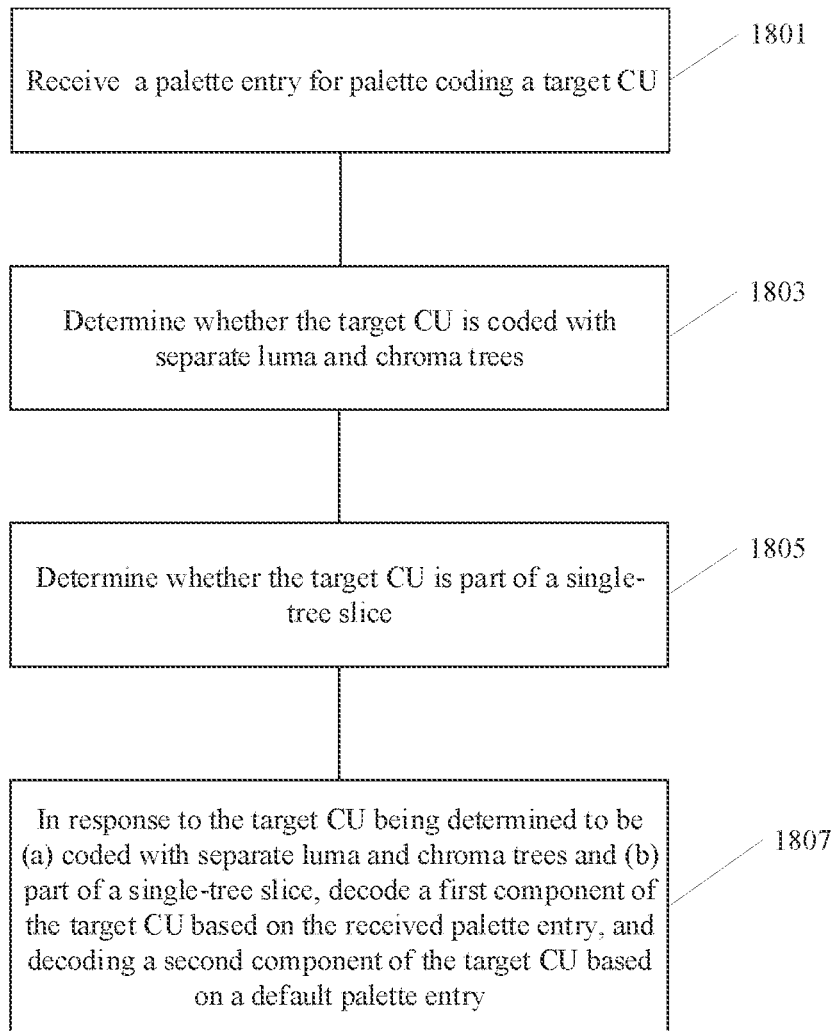 1801
Receive a palette entry for palette coding a target CU
1803
Determine whether the target CU is coded with
separate luma and chroma trees
1805
Determine whether the target CU is part of a single-
tree slice
1807
In response to the target CU being determined to be
(a) coded with separate luma and chroma trees and (b)
part of a single-tree slice, decode a first component of
the target CU based on the received palette entry, and
decoding a second component of the target CU based
on a default palette entry